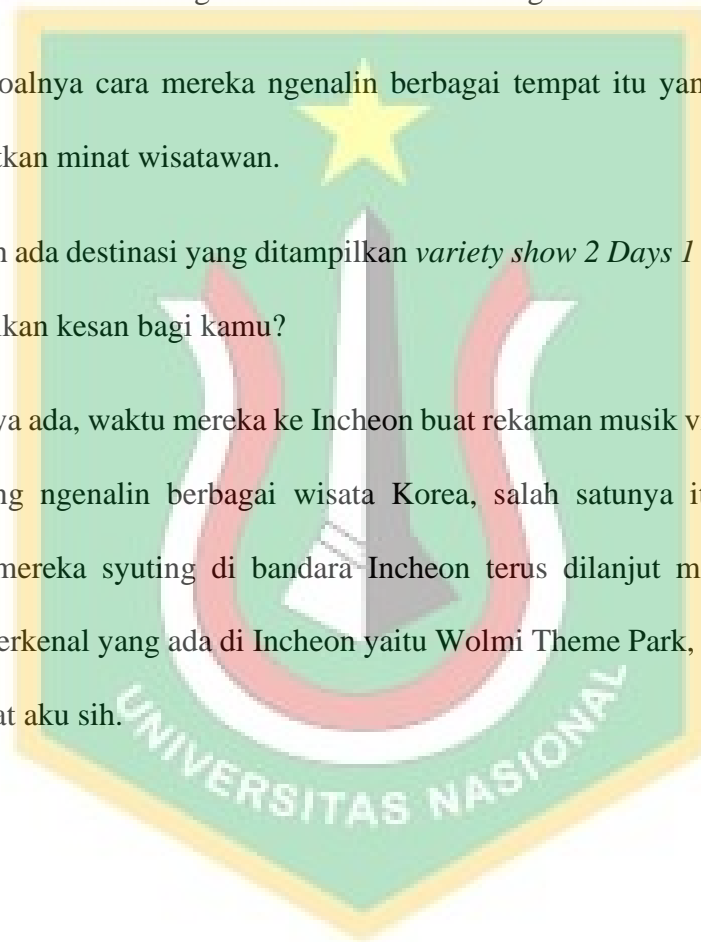 oalnya cara mereka ngenalin berbagai tempat itu yan
tkan minat wisatawan.
n ada destinasi yang ditampilkan variety show 2 Days 1
kan kesan bagi kamu?
ya ada, waktu mereka ke Incheon buat rekaman musik v
ng ngenalin berbagai wisata Korea, salah satunya it
mereka syuting di bandara Incheon terus dilanjut m
erkenal yang ada di Incheon yaitu Wolmi Theme Park,
at aku sih.
UNIVERSITAS NASIONAL